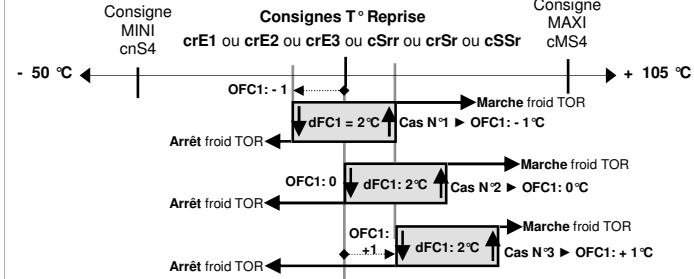 Consigne
MINI
cnS4
Consignes T° Reprise
crE1 ou crE2 ou crE3 ou cSrr ou crSr ou cSSr
Consigne
MAXI
cMS4
- 50 °C
+ 105 °C
OFC1: - 1
Marche froid TOR
dFC1 = 2°C
Cas N°1 ► OFC1: - 1°C
Arrêt froid TOR
Marche froid TOR
OFC1: 0
dFC1: 2°C
Cas N°2 ► OFC1: 0°C
Arrêt froid TOR
Marche froid TOR
OFC1:
+1
dFC1: 2°C
Cas N°3 ► OFC1: + 1°C
Arrêt froid TOR